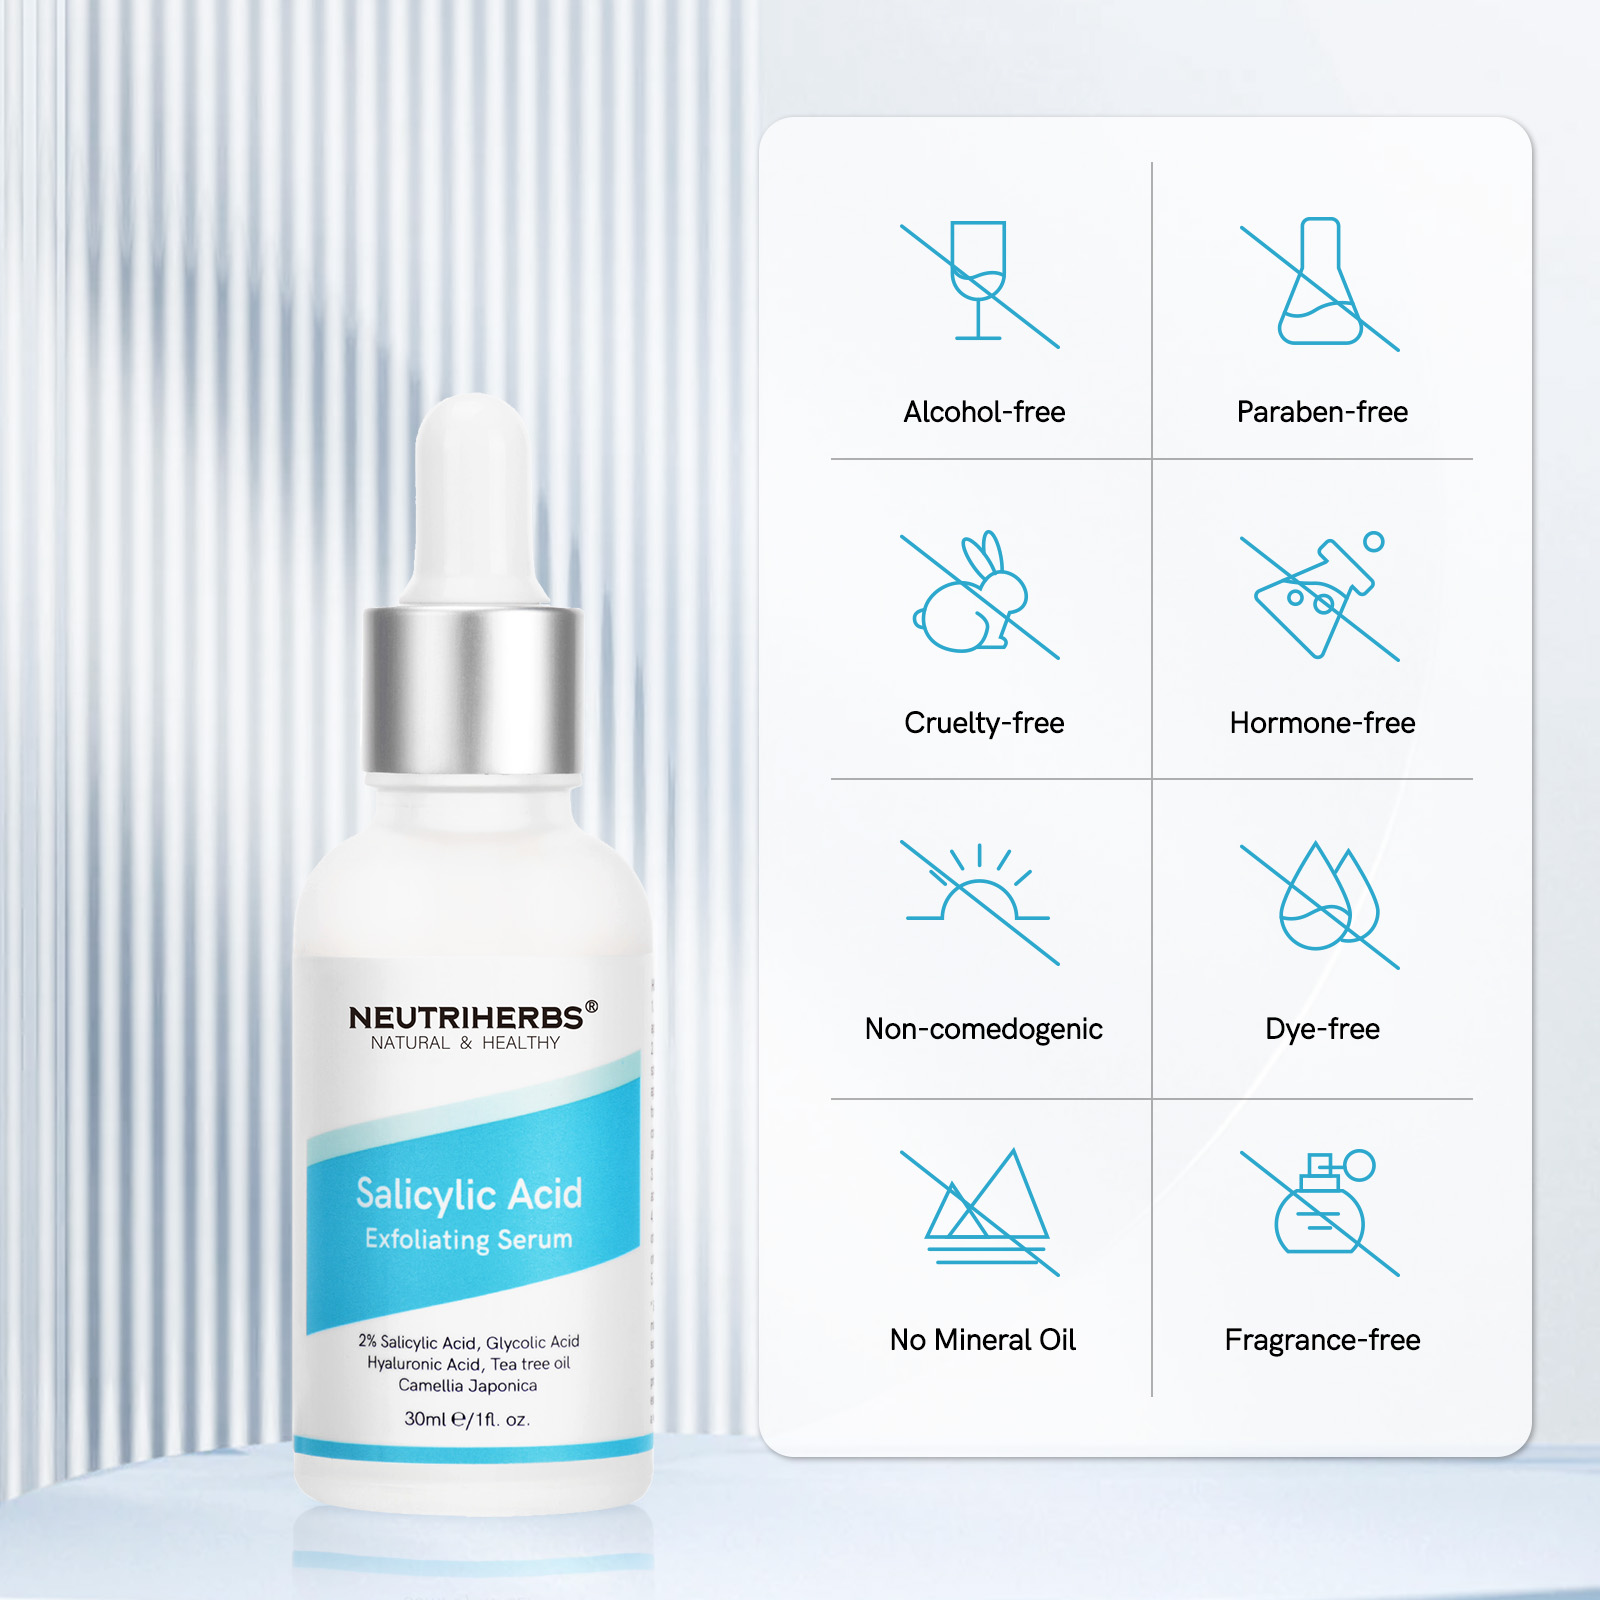 NEUTRIHERBS®
NATURAL & HEALTHY
Salicylic Acid
Exfoliating Serum
2% Salicylic Acid, Glycolic Acid
Hyaluronic Acid, Tea tree oil
Camellia Japonica
30ml ℮/1fl. oz.
Alcohol-free
Paraben-free
Cruelty-free
Hormone-free
Non-comedogenic
Dye-free
No Mineral Oil
Fragrance-free